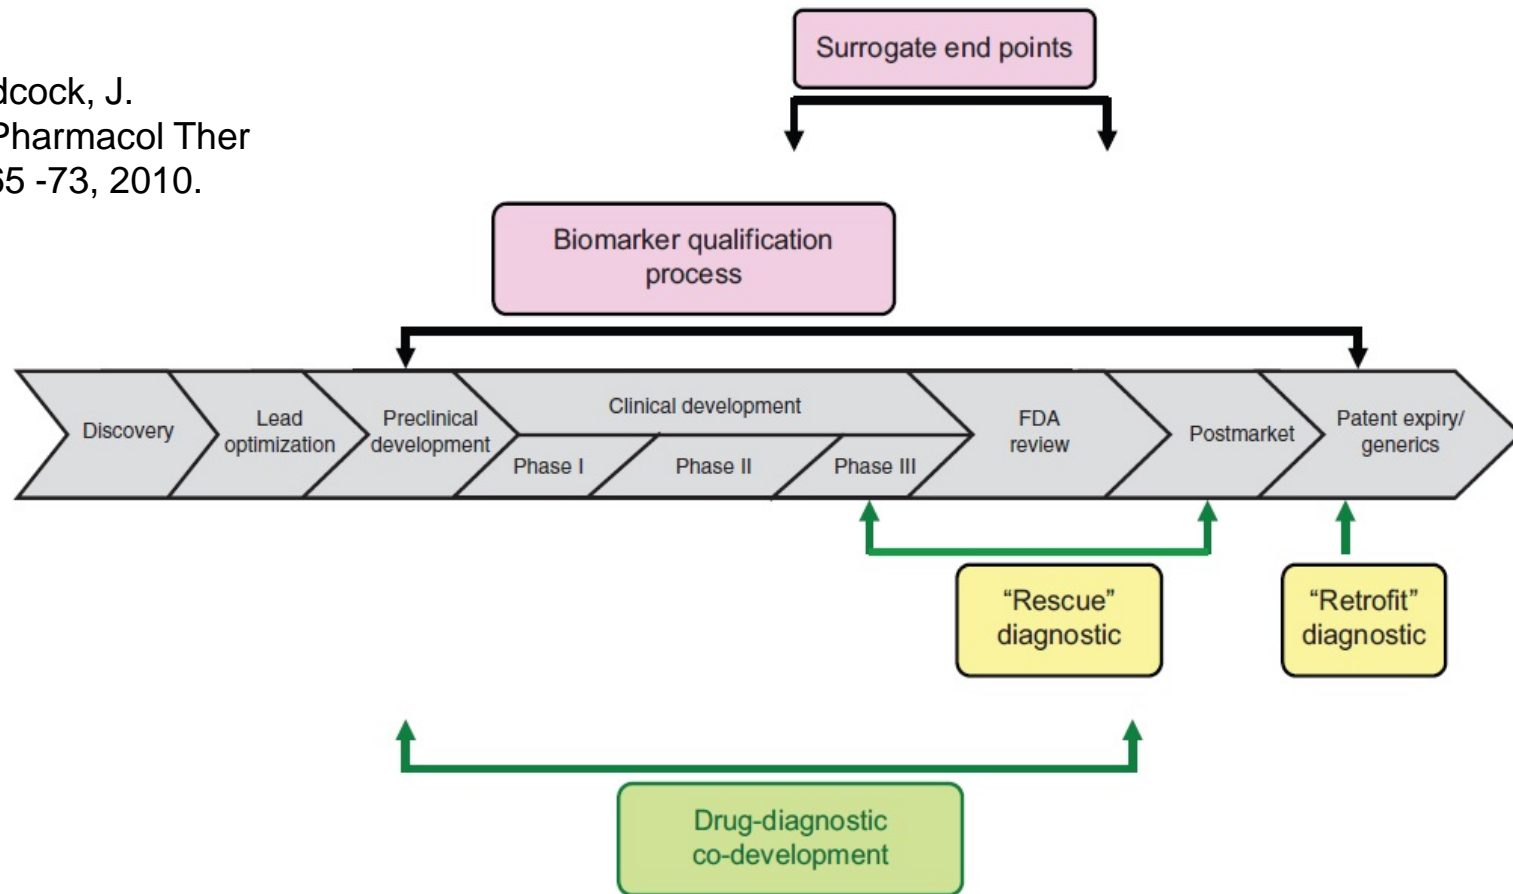 Surrogate end points
dcock, J.
Pharmacol Ther
65 -73, 2010.
Biomarker qualification
process
Discovery
Lead
optimization
Preclinical
development
Clinical development
Phase I
Phase II
Phase III
FDA
review
Postmarket
Patent expiry/
generics
“Rescue”
diagnostic
“Retrofit”
diagnostic
Drug-diagnostic
co-development